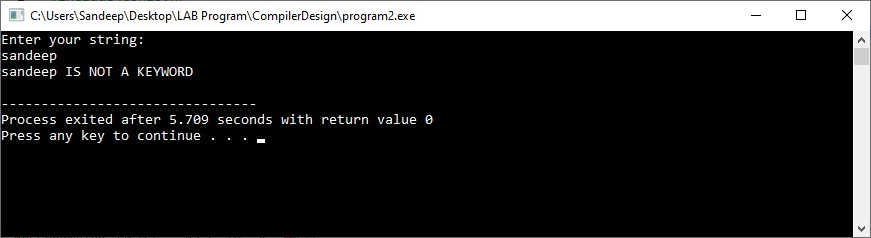 C:\Users\Sandeep\Desktop\LAB Program\CompilerDesign\program2.exe
Enter your string:
sandeep
sandeep IS NOT A KEYWORD
--------------------------------
Process exited after 5.709 seconds with return value 0
Press any key to continue . . .